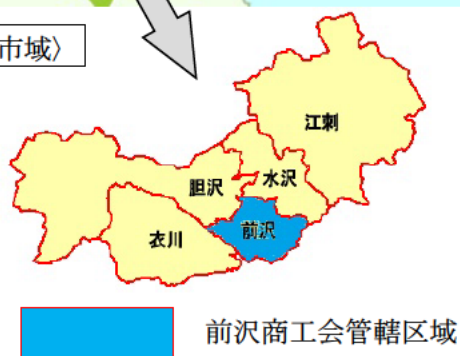 市域〉
江刺
水沢
胆沢
前沢
衣川
前沢商工会管轄区域